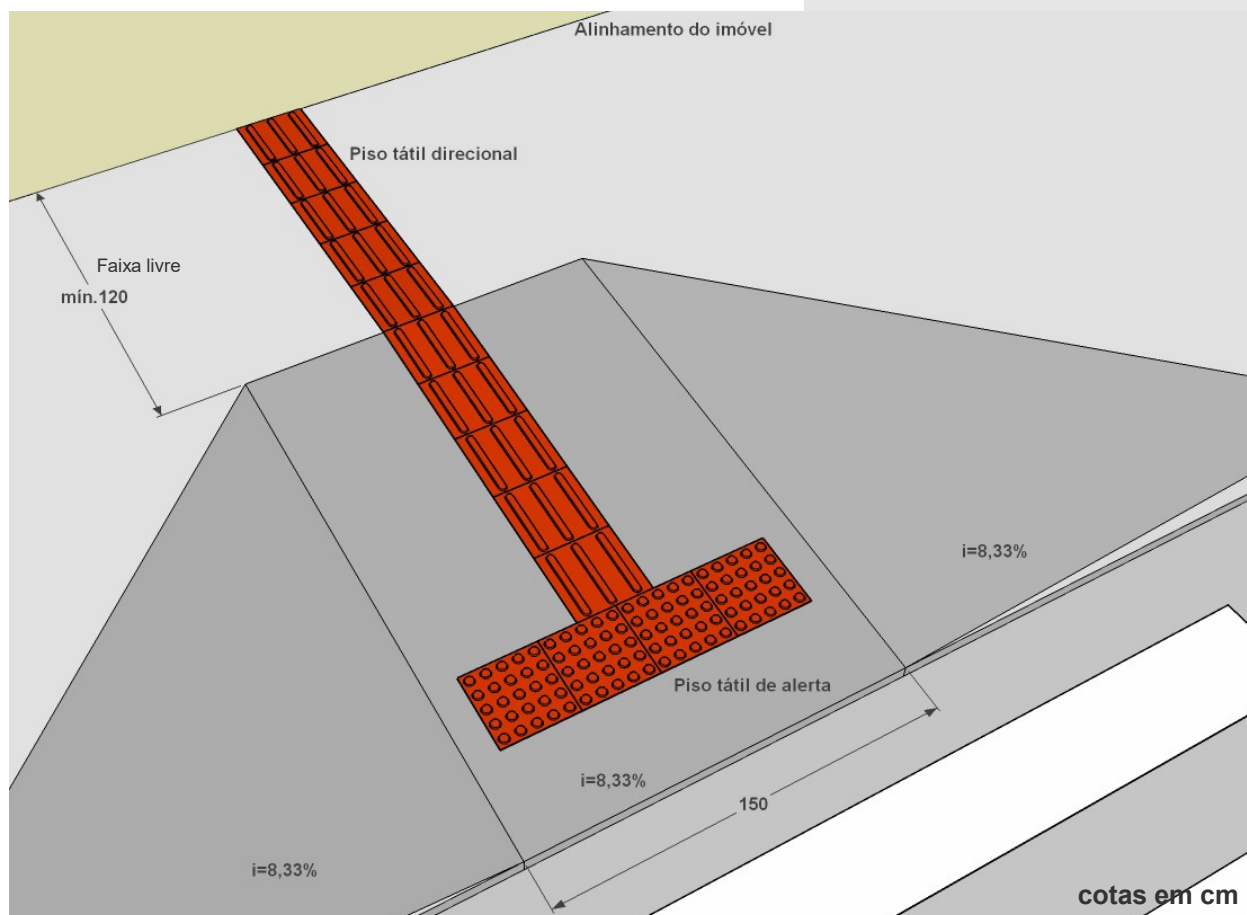 Alinhamento do imóvel
Piso tátil direcional
Faixa livre
mín.120
i=8,33%
Piso tátil de alerta
i=8,33%
150
i=8,33%
cotas em cm